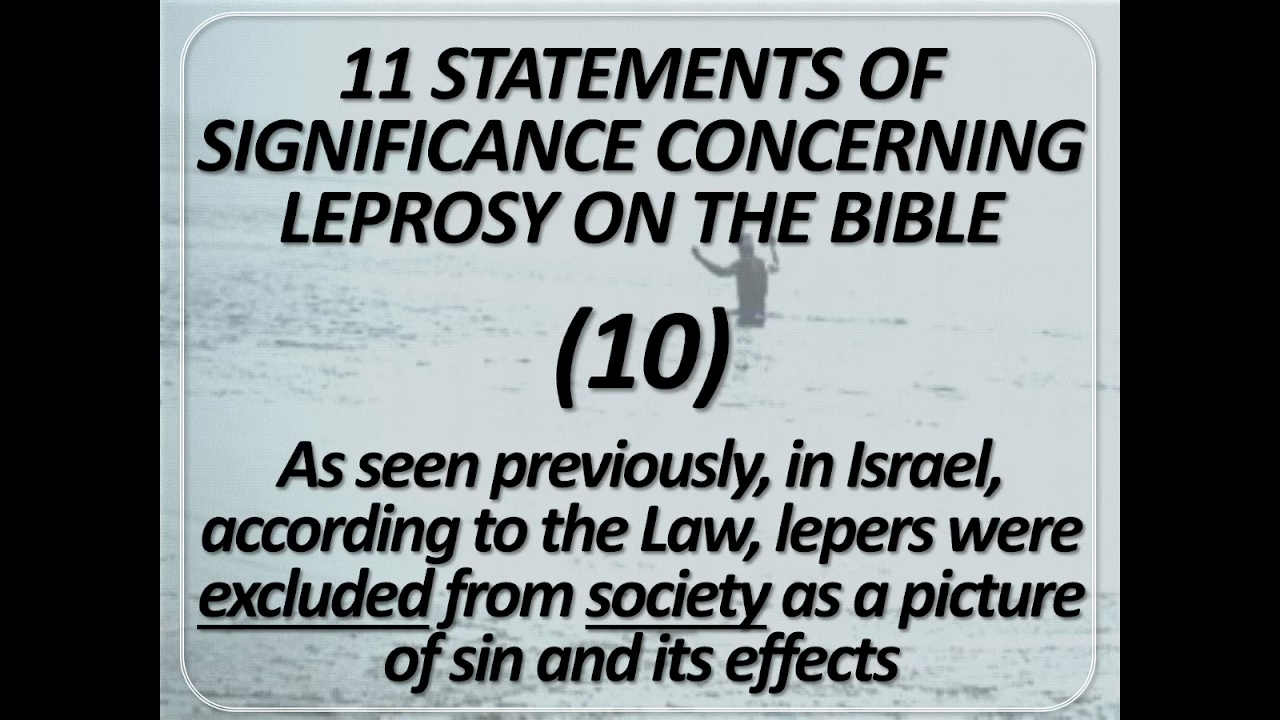 11 STATEMENTS OF
SIGNIFICANCE CONCERNING
LEPROSY ON THE BIBLE
(10)
As seen previously, in Israel,
according to the Law, lepers were
excluded from society as a picture
of sin and its effects